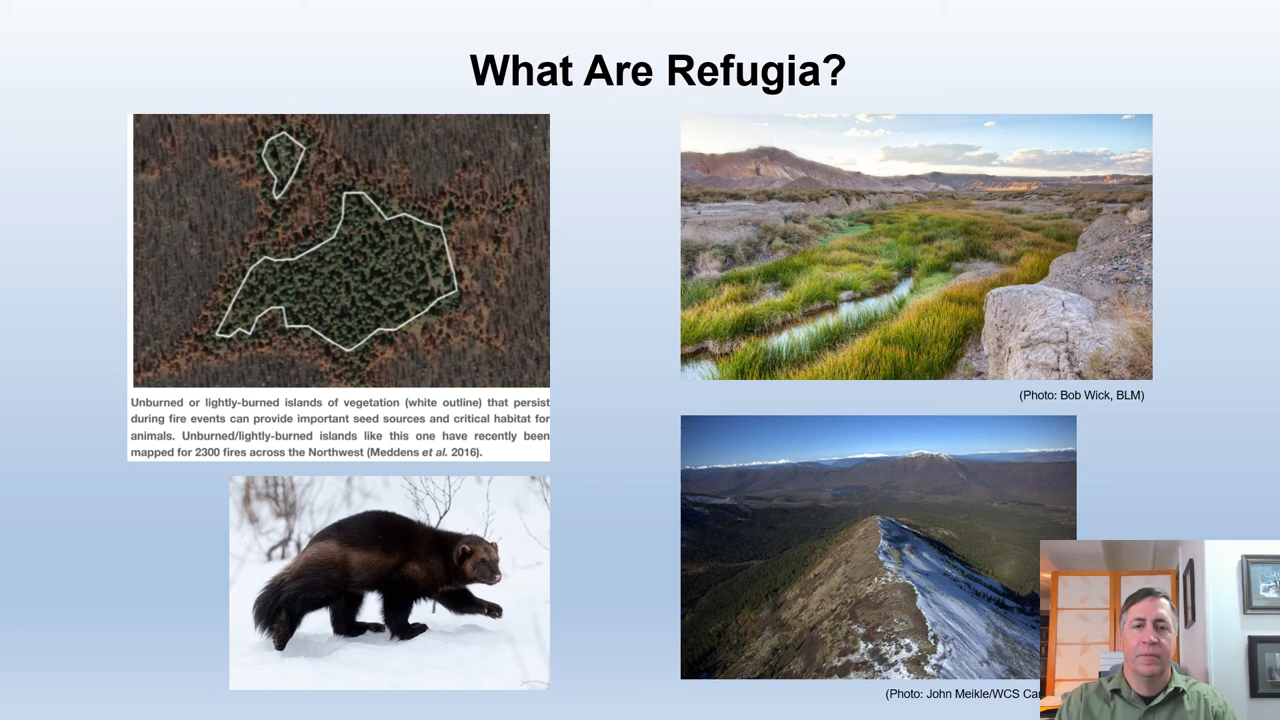 What Are Refugia?
Unburned or lightly-burned islands of vegetation (white outline) that persist
during fire events can provide important seed sources and critical habitat for
animals. Unburned/lightly-burned islands like this one have recently been
mapped for 2300 fires across the Northwest (Meddens et al. 2016).
(Photo: Bob Wick, BLM)
(Photo: John Meikle/WCS